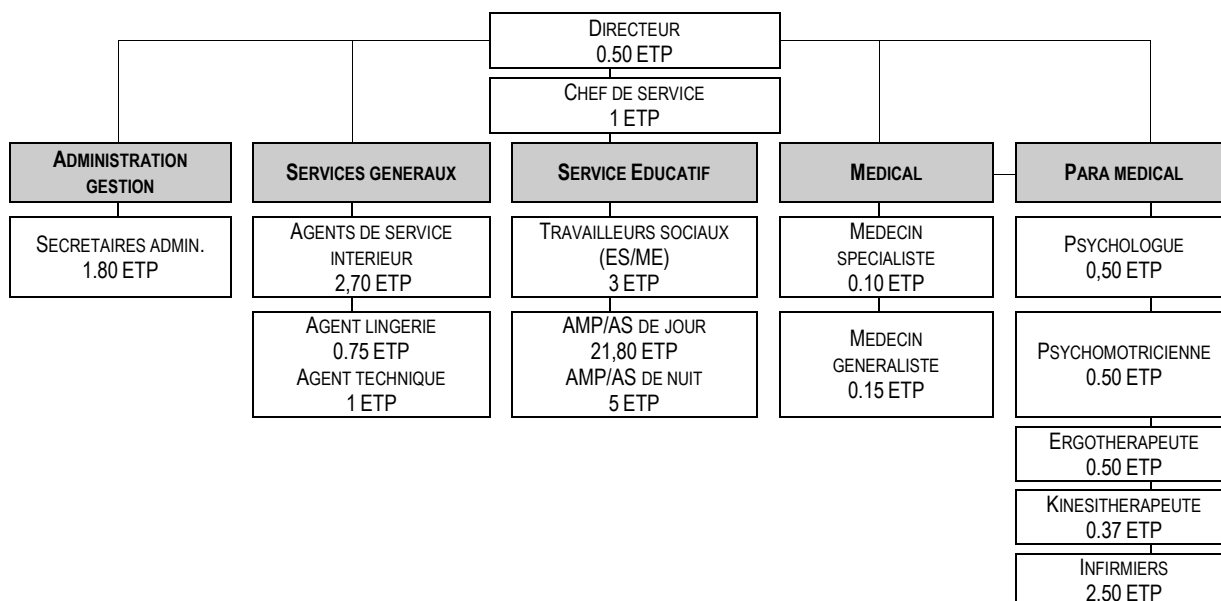 DIRECTEUR
0.50 ETP
CHEF DE SERVICE
1 ETP
ADMINISTRATION
GESTION
SERVICES GENERAUX
SERVICE EDUCATIF
MEDICAL
PARA MEDICAL
SECRETAIRES ADMIN.
1.80 ETP
AGENTS DE SERVICE
INTERIEUR
2,70 ETP
TRAVAILLEURS SOCIAUX
(ES/ME)
3 ETP
MEDECIN
SPECIALISTE
0.10 ETP
PSYCHOLOGUE
0,50 ETP
AGENT LINGERIE
0.75 ETP
AGENT TECHNIQUE
1 ETP
AMP/AS DE JOUR
21,80 ETP
AMP/AS DE NUIT
5 ETP
MEDECIN
GENERALISTE
0.15 ETP
PSYCHOMOTRICIENNE
0.50 ETP
ERGOTHERAPEUTE
0.50 ETP
KINESITHERAPEUTE
0.37 ETP
INFIRMIERS
2.50 ETP